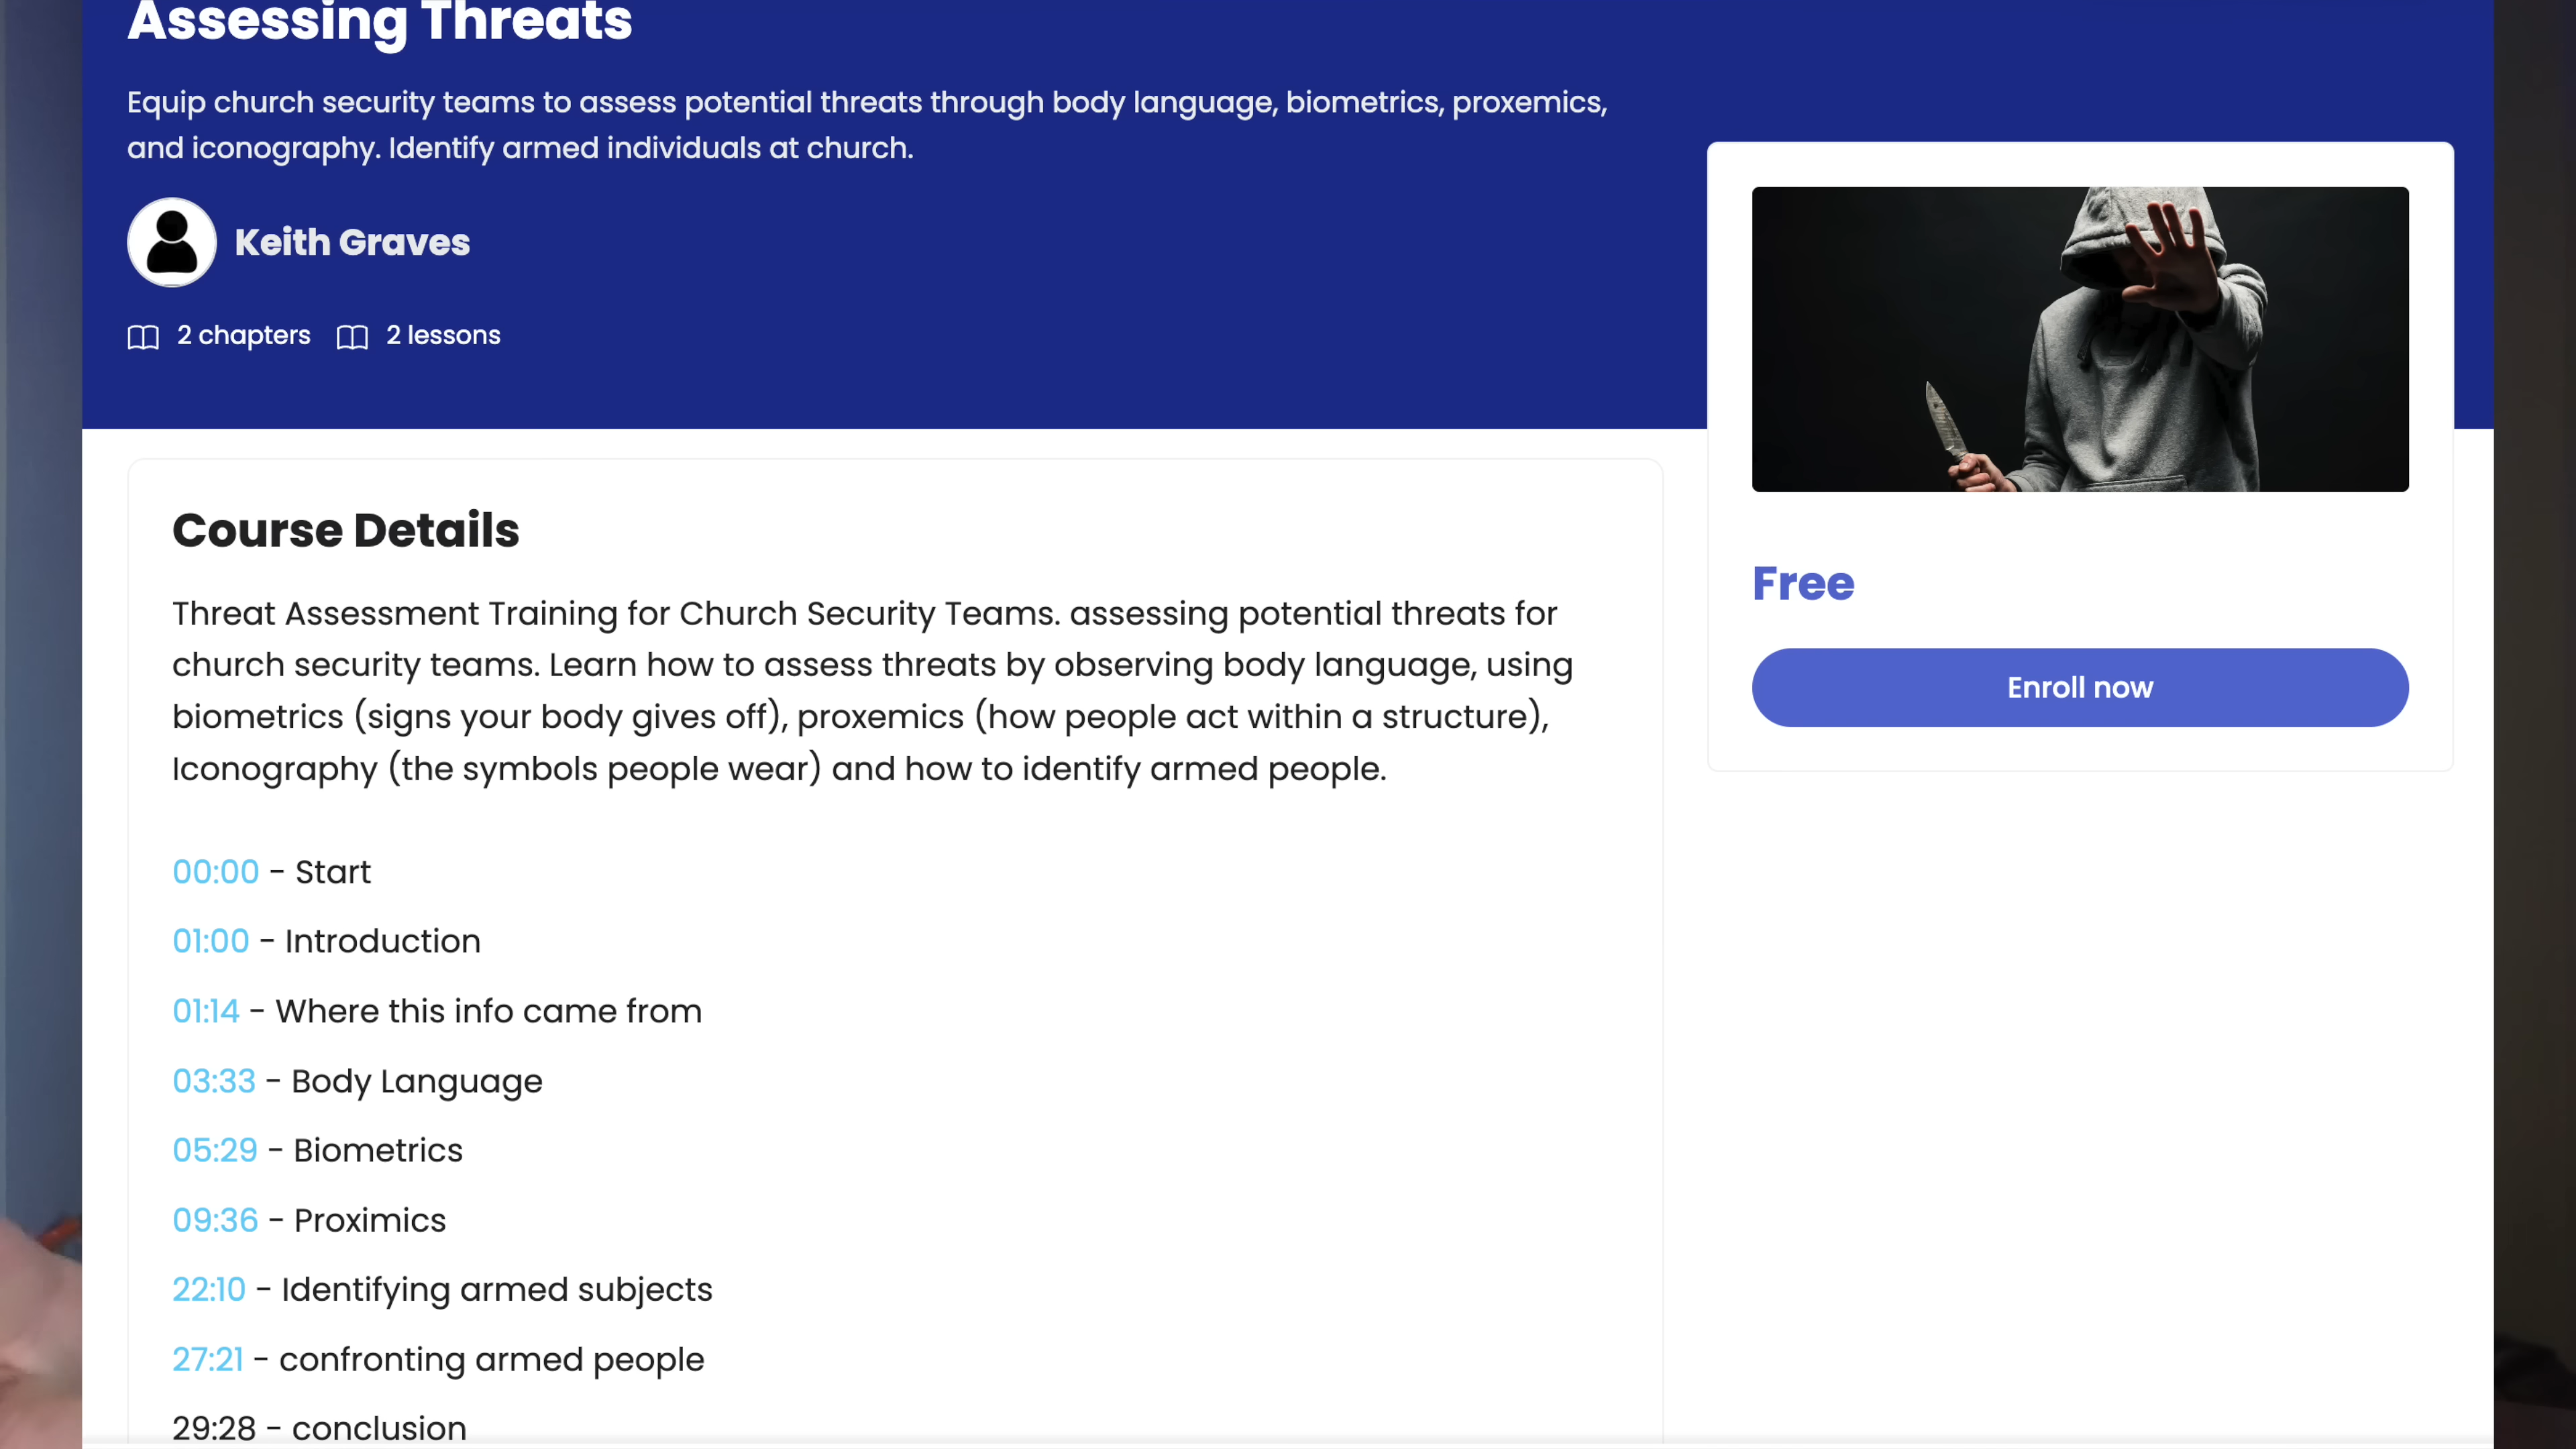 Assessing Threats
Equip church security teams to assess potential threats through body language, biometrics, proxemics,
and iconography. Identify armed individuals at church.
Keith Graves
2 chapters 2 lessons
Free
Enroll now
Course Details
Threat Assessment Training for Church Security Teams. assessing potential threats for
church security teams. Learn how to assess threats by observing body language, using
biometrics (signs your body gives off), proxemics (how people act within a structure),
Iconography (the symbols people wear) and how to identify armed people.
00:00 - Start
01:00 - Introduction
01:14 - Where this info came from
03:33 - Body Language
05:29 - Biometrics
09:36 - Proximics
22:10 - Identifying armed subjects
27:21 - confronting armed people
29:28 - conclusion